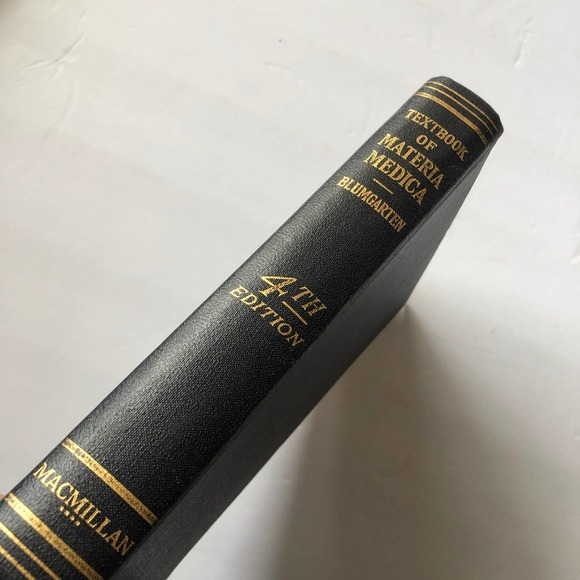 TEXTBOOK
OF
MATERIA
MEDICA
BLUMGARTEN
4TH
EDITION
MACMILLAN